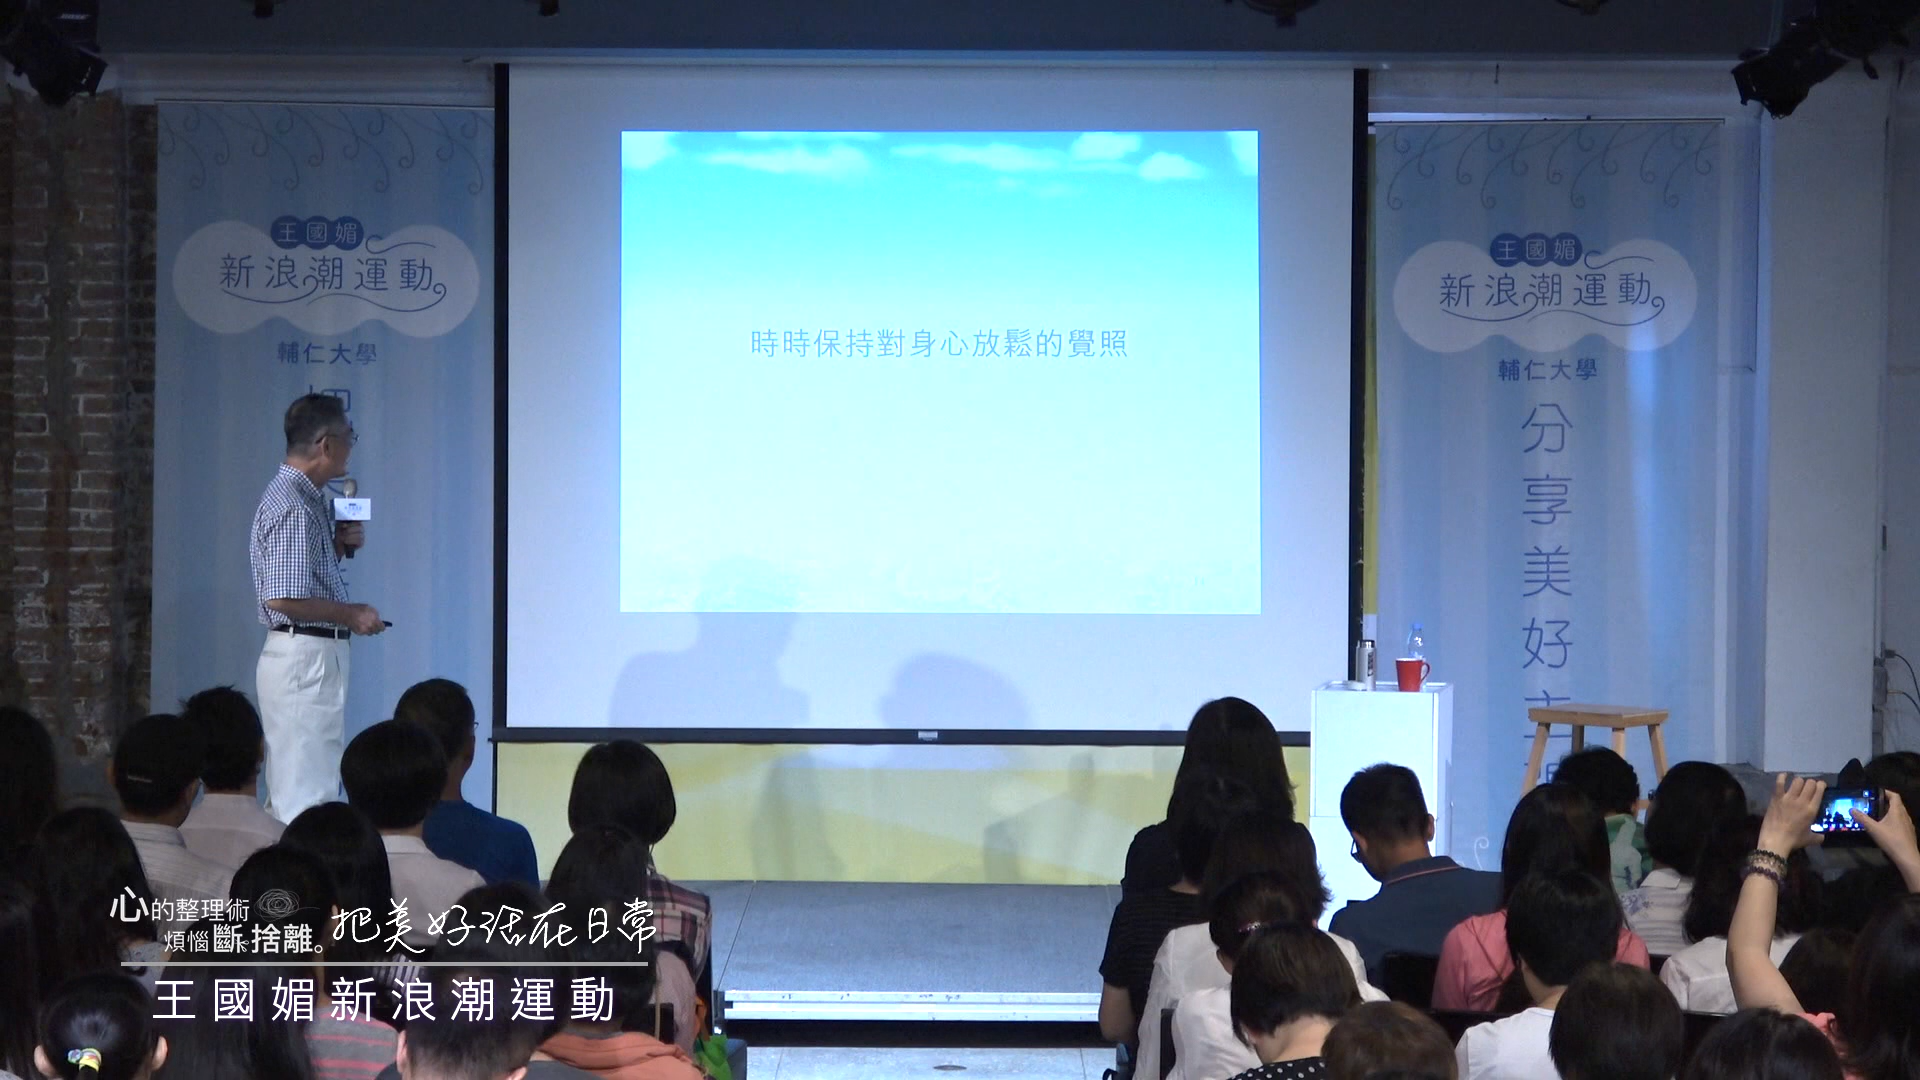 王國媚
新浪潮運動
輔仁大學
時時保持對身心放鬆的覺照
王國媚
新浪潮運動
輔仁大學
分享美好
心的整理術
煩惱斷捨離。
把美好活在日常
王國媚新浪潮運動